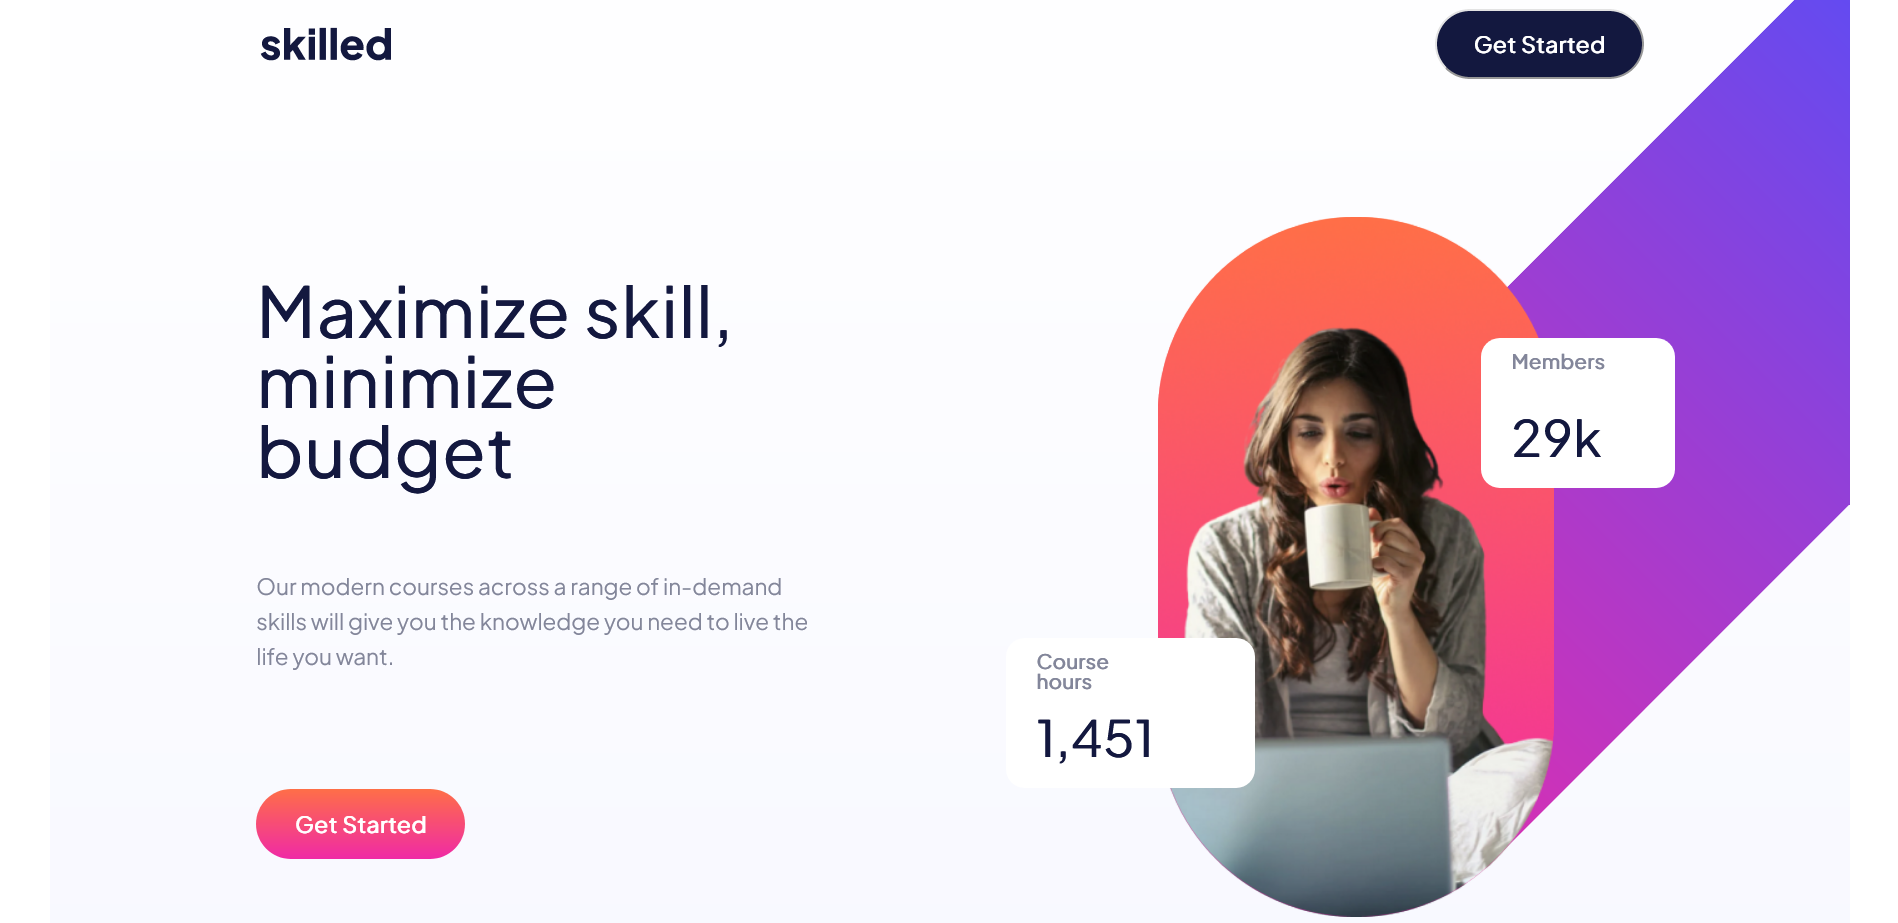 skilled
Get Started
Maximize skill,
minimize
budget
Our modern courses across a range of in-demand
skills will give you the knowledge you need to live the
life you want.
Get Started
Members
29k
Course
hours
1,451